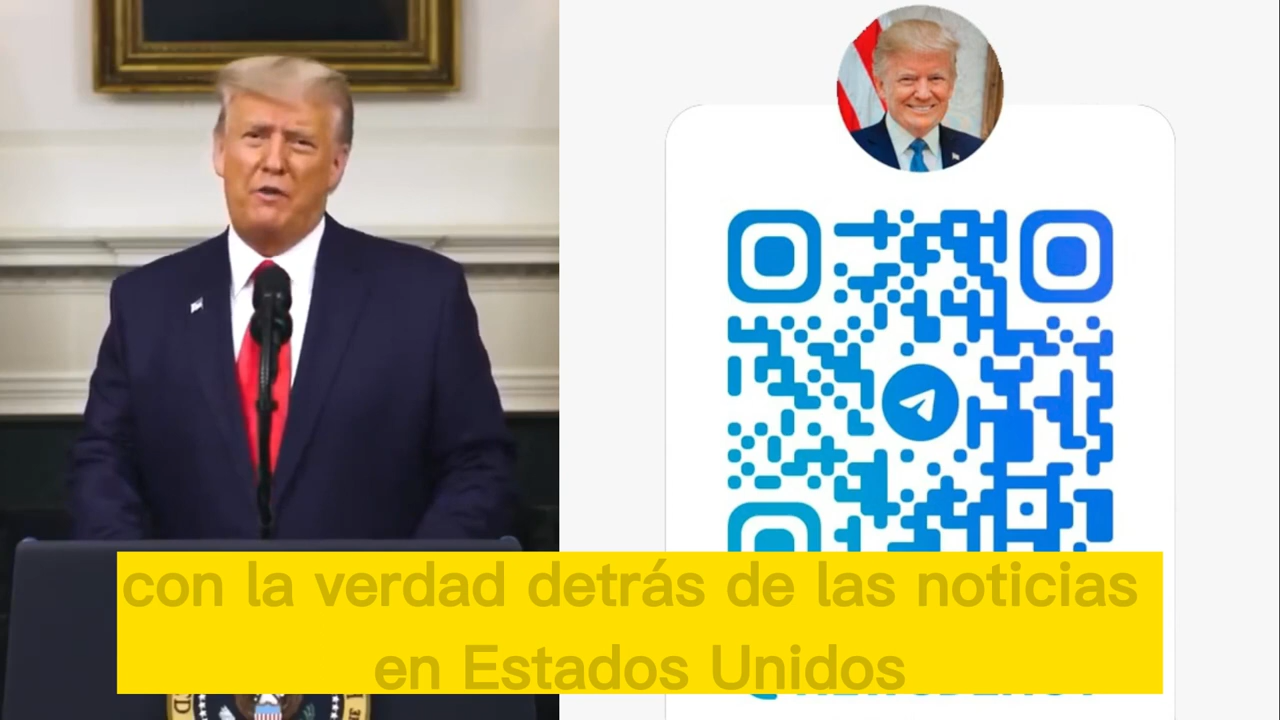 con la verdad detrás de las noticias
en Estados Unidos